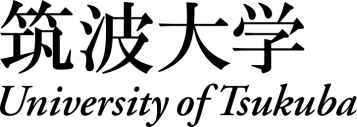 筑波大学
University of Tsukuba